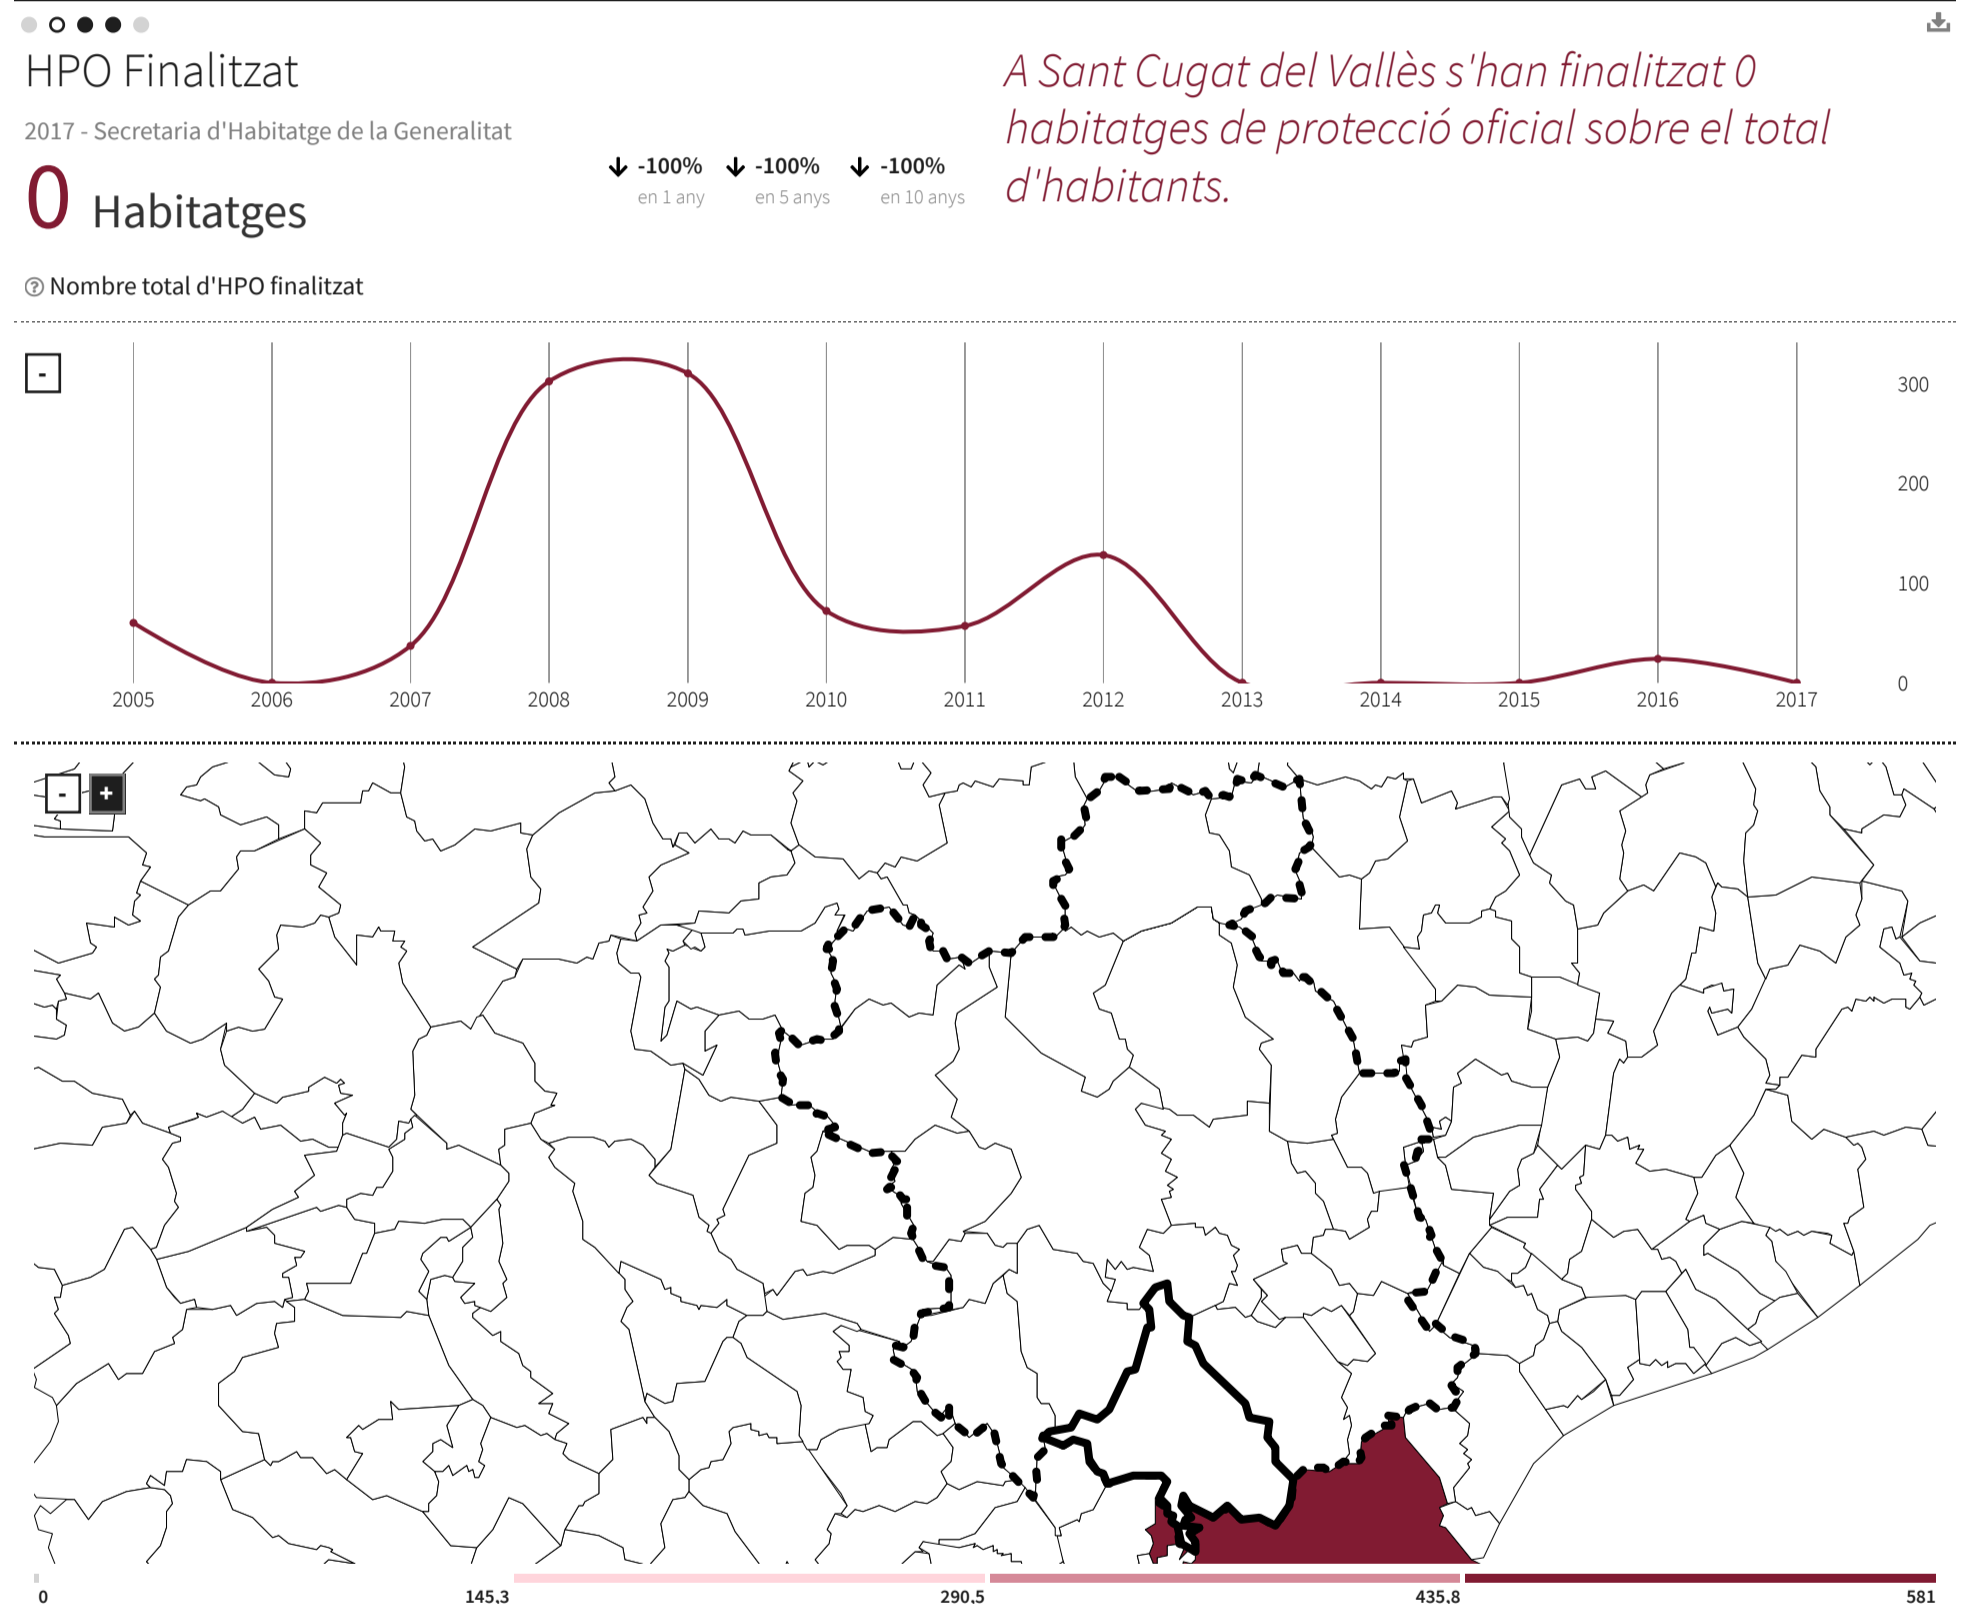 HPO Finalitzat
2017 - Secretaria d'Habitatge de la Generalitat
0 Habitatges
-100% -100% -100%
en 1 any en 5 anys en 10 anys
A Sant Cugat del Vallès s'han finalitzat 0
habitatges de protecció oficial sobre el total
d'habitants.
? Nombre total d'HPO finalitzat
-
300
200
100
0
2005 2006 2007 2008 2009 2010 2011 2012 2013 2014 2015 2016 2017
- +
0 145,3 290,5 435,8 581